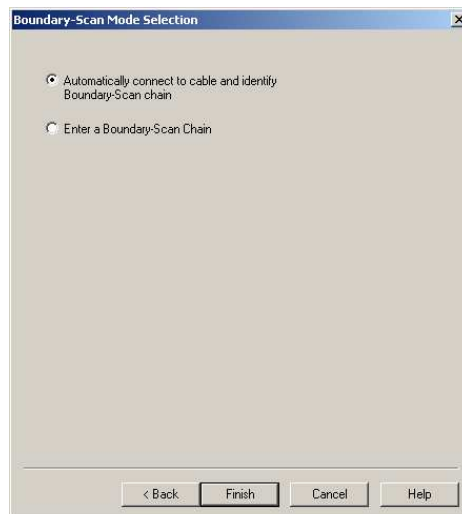 Boundary-Scan Mode Selection
Automatically connect to cable and identify
Boundary-Scan chain
Enter a Boundary-Scan Chain
< Back
Finish
Cancel
Help